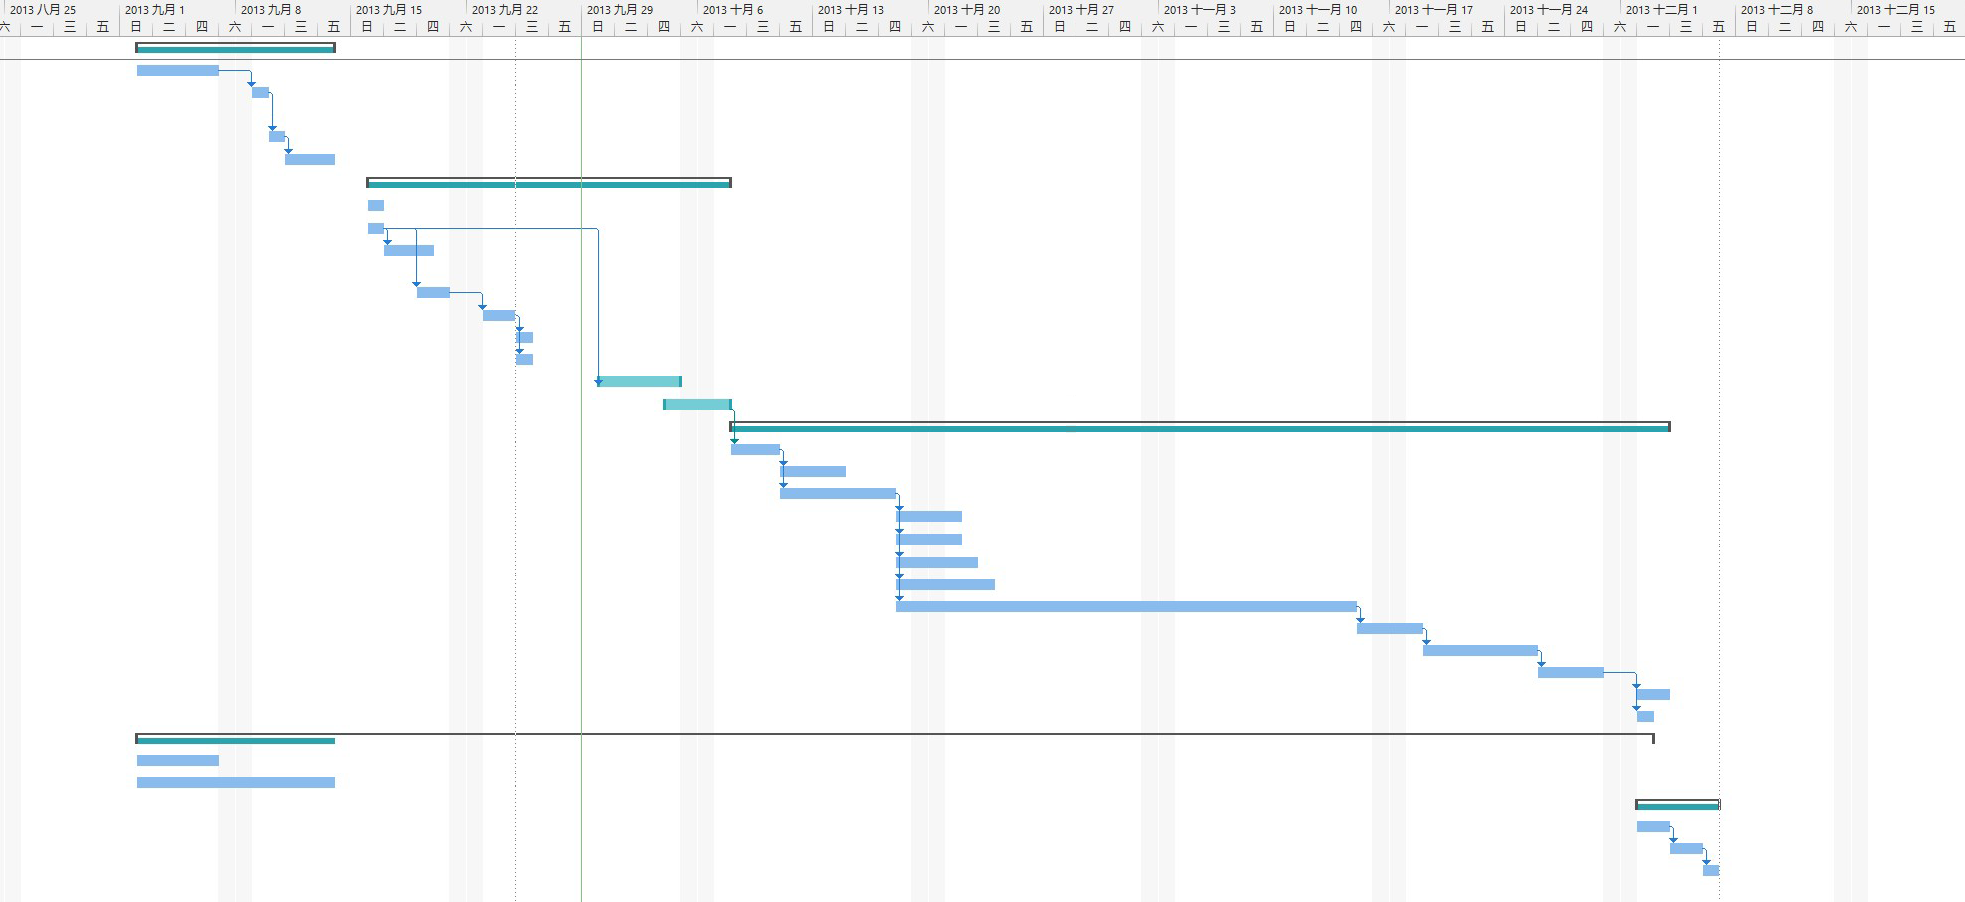 2013 八月 25 2013 九月 1 2013 九月 8 2013 九月 15 2013 九月 22 2013 九月 29 2013 十月 6 2013 十月 13 2013 十月 20 2013 十月 27 2013 十一月 3 2013 十一月 10 2013 十一月 17 2013 十一月 24 2013 十二月 1 2013 十二月 8 2013 十二月 15
六 一 三 五 日 二 四 六 一 三 五 日 二 四 六 一 三 五 日 二 四 六 一 三 五 日 二 四 六 一 三 五 日 二 四 六 一 三 五 日 二 四 六 一 三 五 日 二 四 六 一 三 五 日 二 四 六 一 三 五